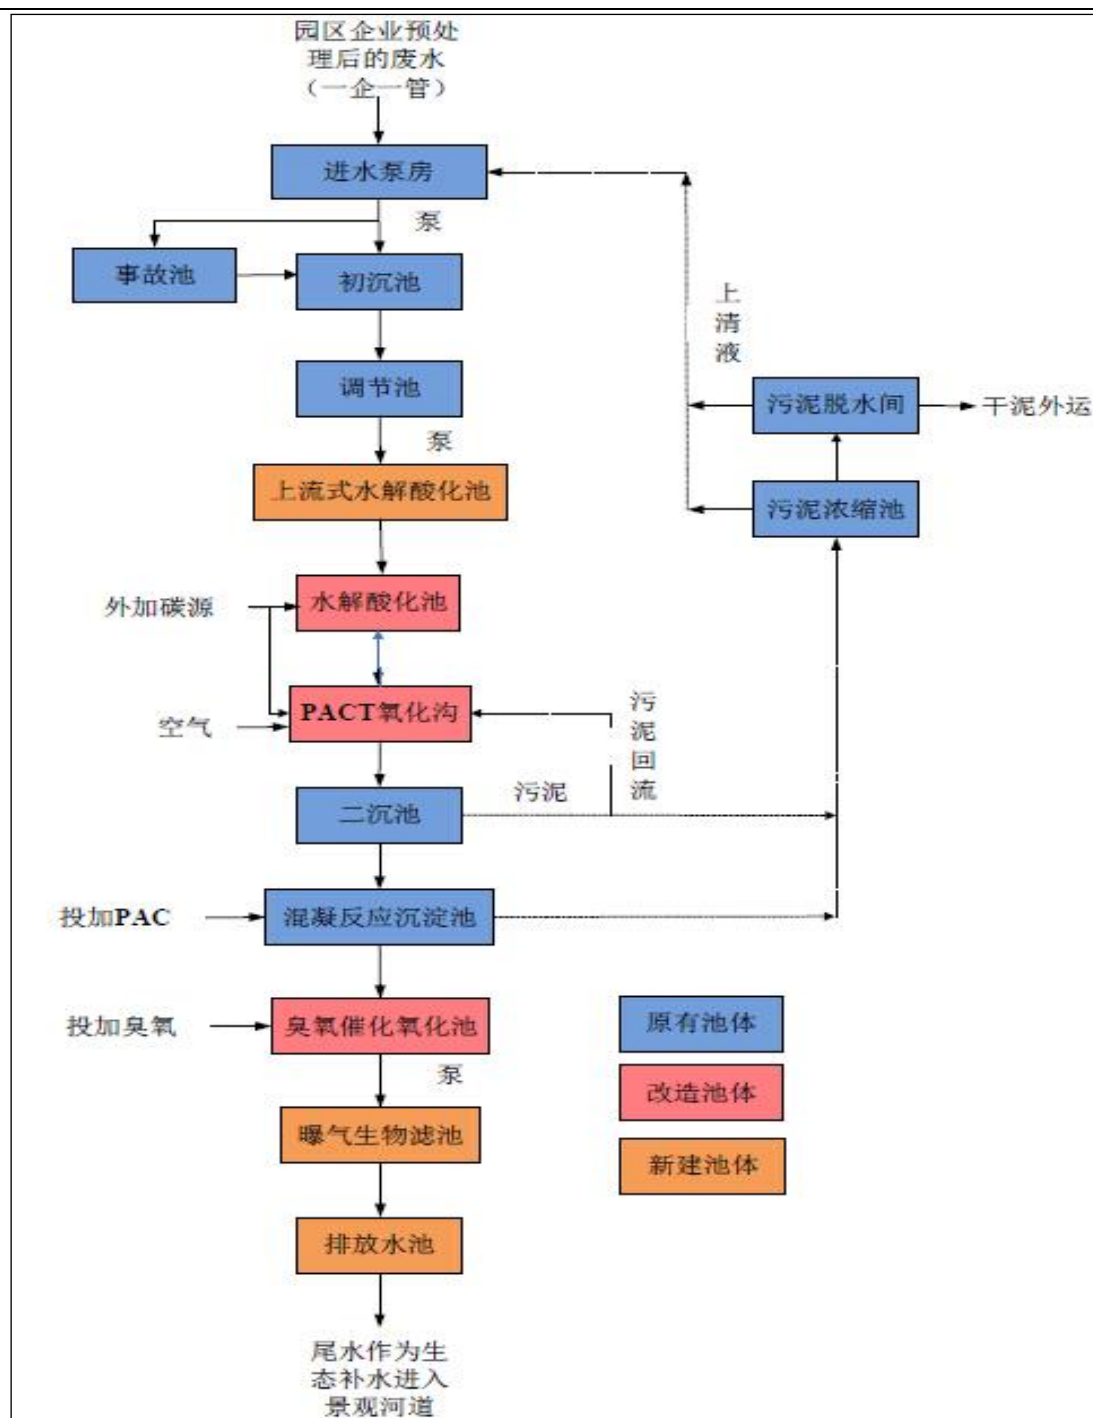 园区企业预处
理后的废水
（一企一管）
进水泵房
泵
事故池
初沉池
上
清
液
调节池
污泥脱水间
干泥外运
泵
上流式水解酸化池
污泥浓缩池
外加碳源
水解酸化池
PACT氧化沟
空气
污
泥
回
流
二沉池
污泥
投加PAC
混凝反应沉淀池
投加臭氧
臭氧催化氧化池
原有池体
泵
改造池体
曝气生物滤池
新建池体
排放水池
尾水作为生
态补水进入
景观河道